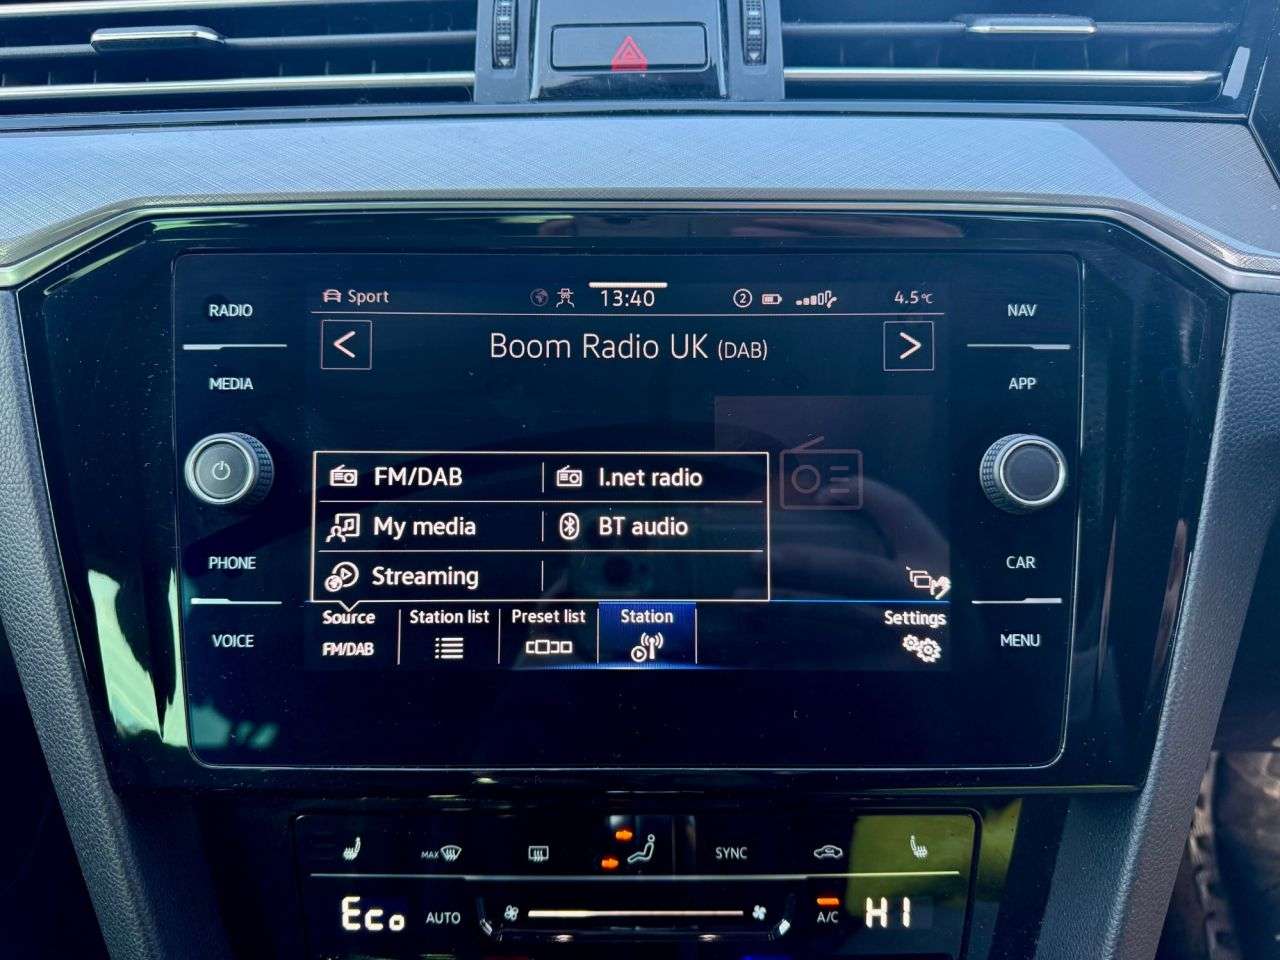 RADIO
MEDIA
PHONE
VOICE
Sport
13:40
2
4.5°C
<
Boom Radio UK (DAB)
>
FM/DAB
I.net radio
My media
BT audio
Streaming
Source
FM/DAB
Station list
Preset list
Station
Settings
NAV
APP
CAR
MENU
MAX
SYNC
Eco
AUTO
A/C
HI